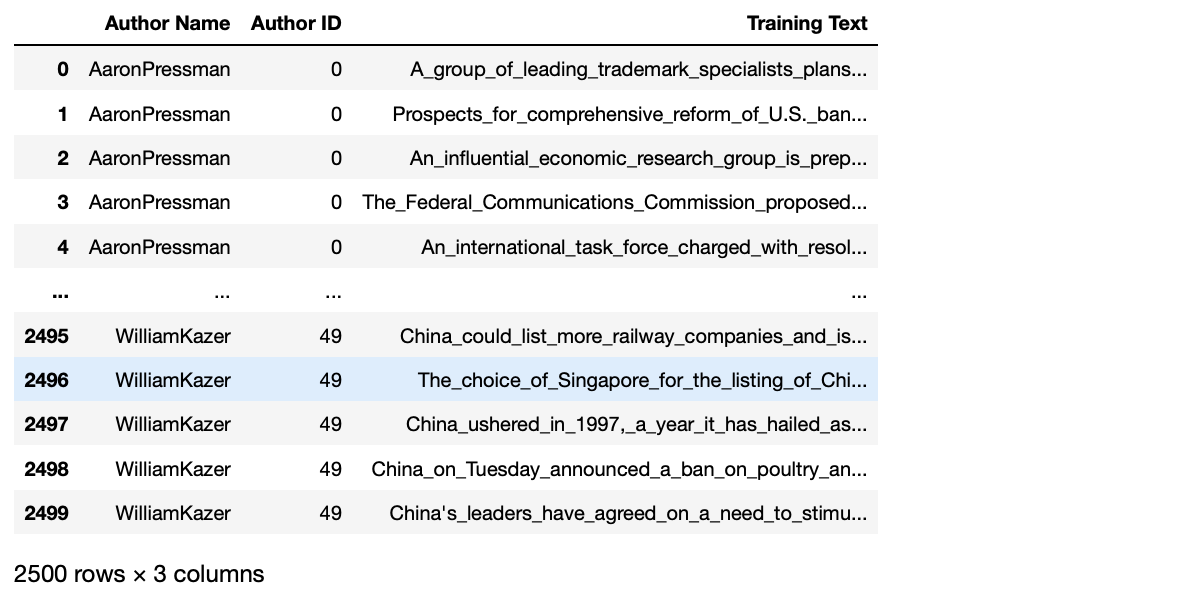 Author Name Author ID Training Text
0 AaronPressman 0 A_group_of_leading_trademark_specialists_plans...
1 AaronPressman 0 Prospects_for_comprehensive_reform_of_U.S._ban...
2 AaronPressman 0 An_influential_economic_research_group_is_prep...
3 AaronPressman 0 The_Federal_Communications_Commission_proposed...
4 AaronPressman 0 An_international_task_force_charged_with_resol...
... ... ... ...
2495 WilliamKazer 49 China_could_list_more_railway_companies_and_is...
2496 WilliamKazer 49 The_choice_of_Singapore_for_the_listing_of_Chi...
2497 WilliamKazer 49 China_ushered_in_1997,_a_year_it_has_hailed_as...
2498 WilliamKazer 49 China_on_Tuesday_announced_a_ban_on_poultry_an...
2499 WilliamKazer 49 China's_leaders_have_agreed_on_a_need_to_stimu...
2500 rows × 3 columns